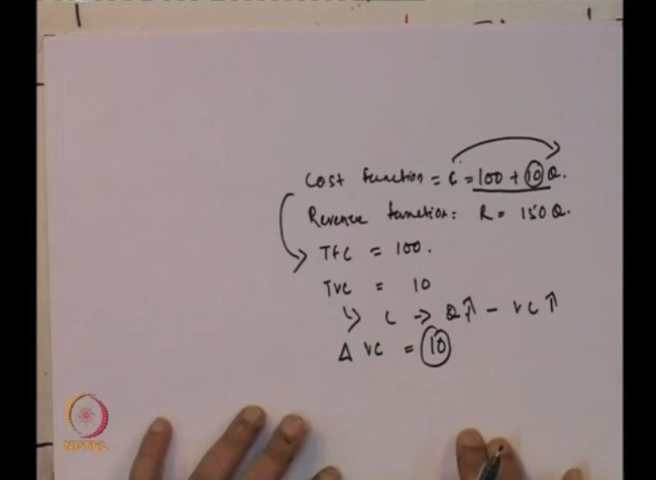 Cost function = C = 100 + 10 Q.
Revenue function: R = 150 Q.
TFC = 100.
TVC = 10
↳ C → Q↑ - VC↑
Δ VC = 10
NPTEL